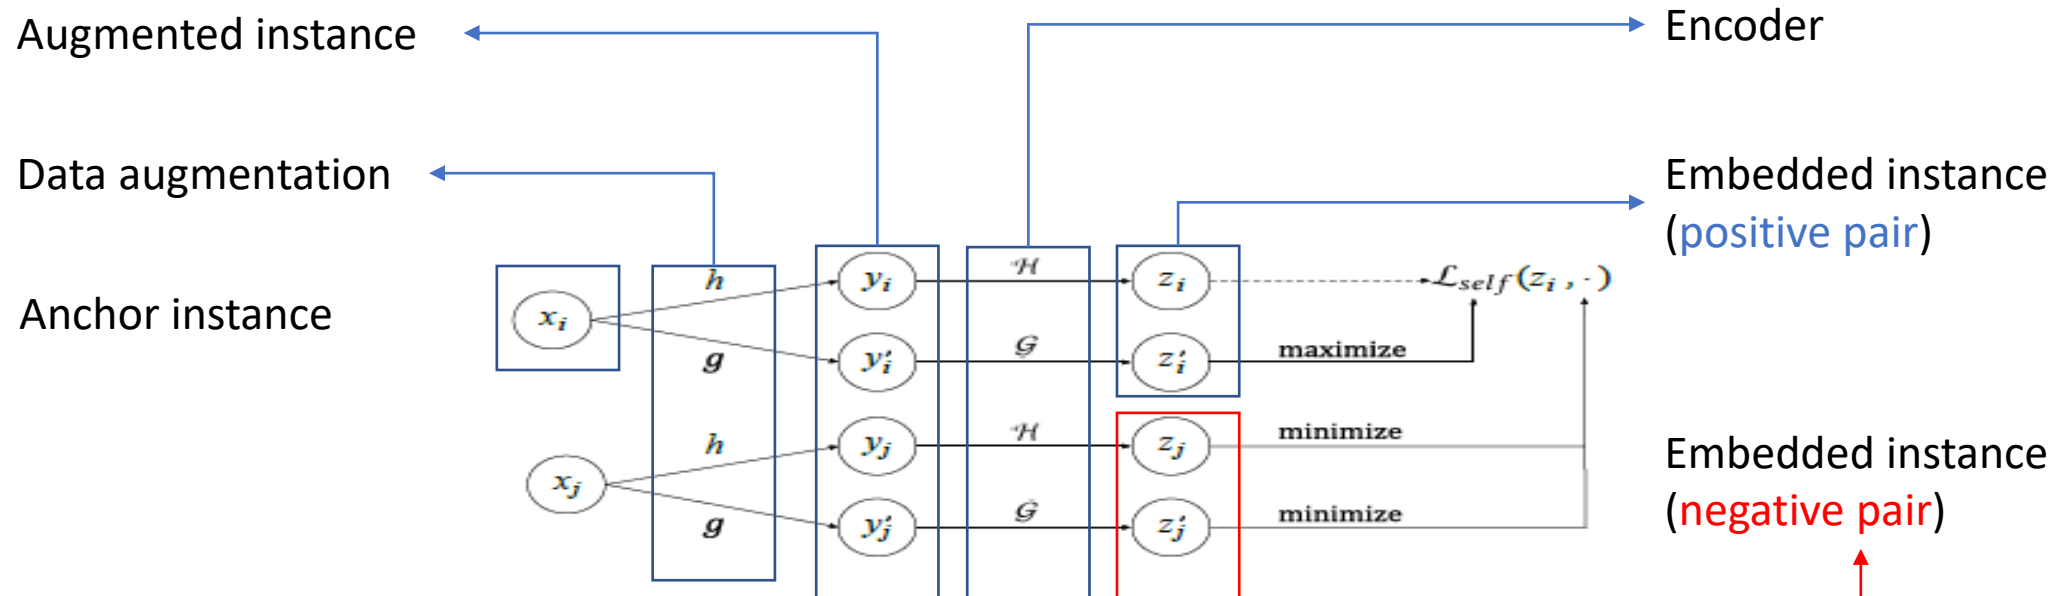 Augmented instance
Encoder
Data augmentation
Embedded instance
(positive pair)
Anchor instance
x_i
h
g
y_i
y'_i
ℋ
𝒢
z_i
z'_i
maximize
ℒ_self(z_i , ·)
x_j
h
g
y_j
y'_j
ℋ
𝒢
z_j
z'_j
minimize
minimize
Embedded instance
(negative pair)